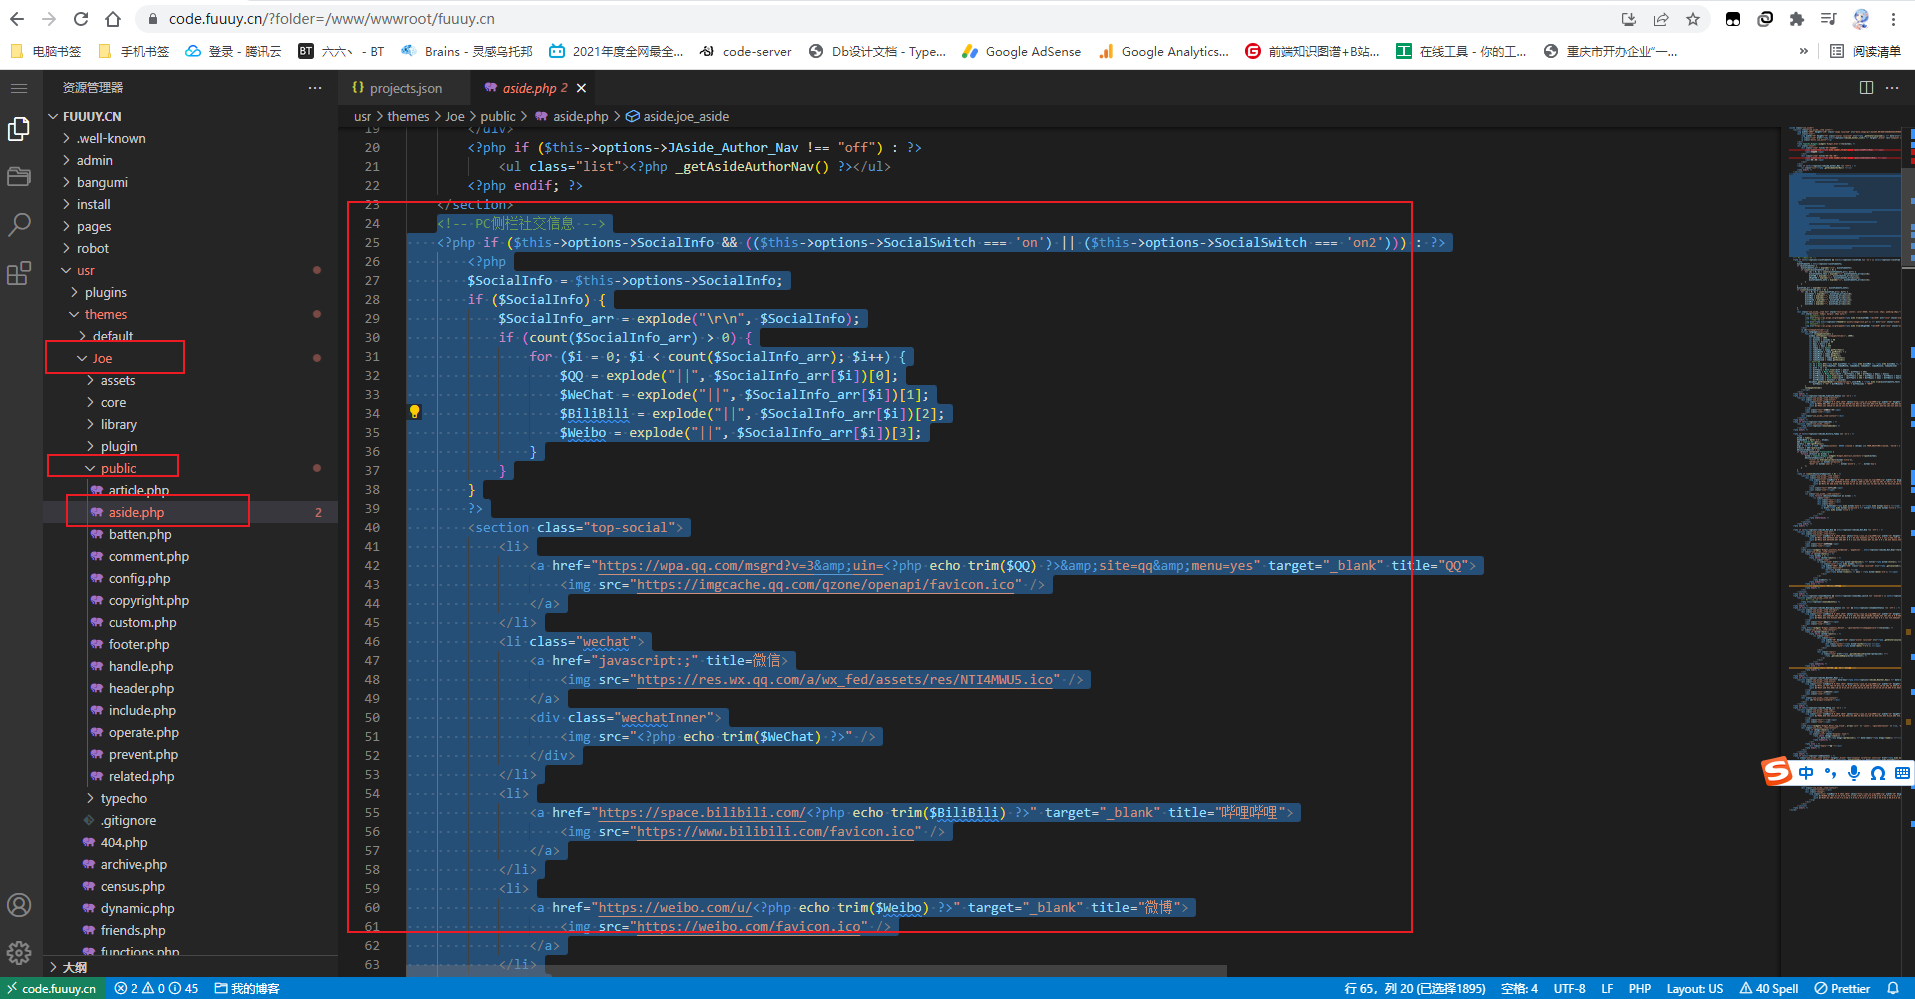 code.fuuuy.cn/?folder=/www/wwwroot/fuuuy.cn
电脑书签 手机书签 登录 - 腾讯云 六六丶 - BT Brains - 灵感乌托邦 2021年度全网最全... code-server Db设计文档 - Type... Google AdSense Google Analytics... 前端知识图谱+B站... 在线工具 - 你的工... 重庆市开办企业“一... » 阅读清单
资源管理器 ···
projects.json aside.php 2
usr > themes > Joe > public > aside.php > aside.joe_aside
FUUUY.CN
.well-known
admin
bangumi
install
pages
robot
usr
plugins
themes
default
Joe
assets
core
library
plugin
public
article.php
aside.php 2
batten.php
comment.php
config.php
copyright.php
custom.php
footer.php
handle.php
header.php
include.php
operate.php
prevent.php
related.php
typecho
.gitignore
404.php
archive.php
census.php
dynamic.php
friends.php
functions.php
大纲
19 </div>
20 <?php if ($this->options->JAside_Author_Nav !== "off") : ?>
21 <ul class="list"><?php _getAsideAuthorNav() ?></ul>
22 <?php endif; ?>
23 </section>
24 <!-- PC侧栏社交信息 -->
25 <?php if ($this->options->SocialInfo && (($this->options->SocialSwitch === 'on') || ($this->options->SocialSwitch === 'on2'))) : ?>
26 <?php
27 $SocialInfo = $this->options->SocialInfo;
28 if ($SocialInfo) {
29 $SocialInfo_arr = explode("\r\n", $SocialInfo);
30 if (count($SocialInfo_arr) > 0) {
31 for ($i = 0; $i < count($SocialInfo_arr); $i++) {
32 $QQ = explode("||", $SocialInfo_arr[$i])[0];
33 $WeChat = explode("||", $SocialInfo_arr[$i])[1];
34 $BiliBili = explode("||", $SocialInfo_arr[$i])[2];
35 $Weibo = explode("||", $SocialInfo_arr[$i])[3];
36 }
37 }
38 }
39 ?>
40 <section class="top-social">
41 <li>
42 <a href="https://wpa.qq.com/msgrd?v=3&amp;uin=<?php echo trim($QQ) ?>&amp;site=qq&amp;menu=yes" target="_blank" title="QQ">
43 <img src="https://imgcache.qq.com/qzone/openapi/favicon.ico" />
44 </a>
45 </li>
46 <li class="wechat">
47 <a href="javascript:;" title=微信>
48 <img src="https://res.wx.qq.com/a/wx_fed/assets/res/NTI4MWU5.ico" />
49 </a>
50 <div class="wechatInner">
51 <img src="<?php echo trim($WeChat) ?>" />
52 </div>
53 </li>
54 <li>
55 <a href="https://space.bilibili.com/<?php echo trim($BiliBili) ?>" target="_blank" title="哔哩哔哩">
56 <img src="https://www.bilibili.com/favicon.ico" />
57 </a>
58 </li>
59 <li>
60 <a href="https://weibo.com/u/<?php echo trim($Weibo) ?>" target="_blank" title="微博">
61 <img src="https://weibo.com/favicon.ico" />
62 </a>
63 </li>
中
code.fuuuy.cn 2 0 45 我的博客 行 65，列 20 (已选择1895) 空格: 4 UTF-8 LF PHP Layout: US 40 Spell Prettier